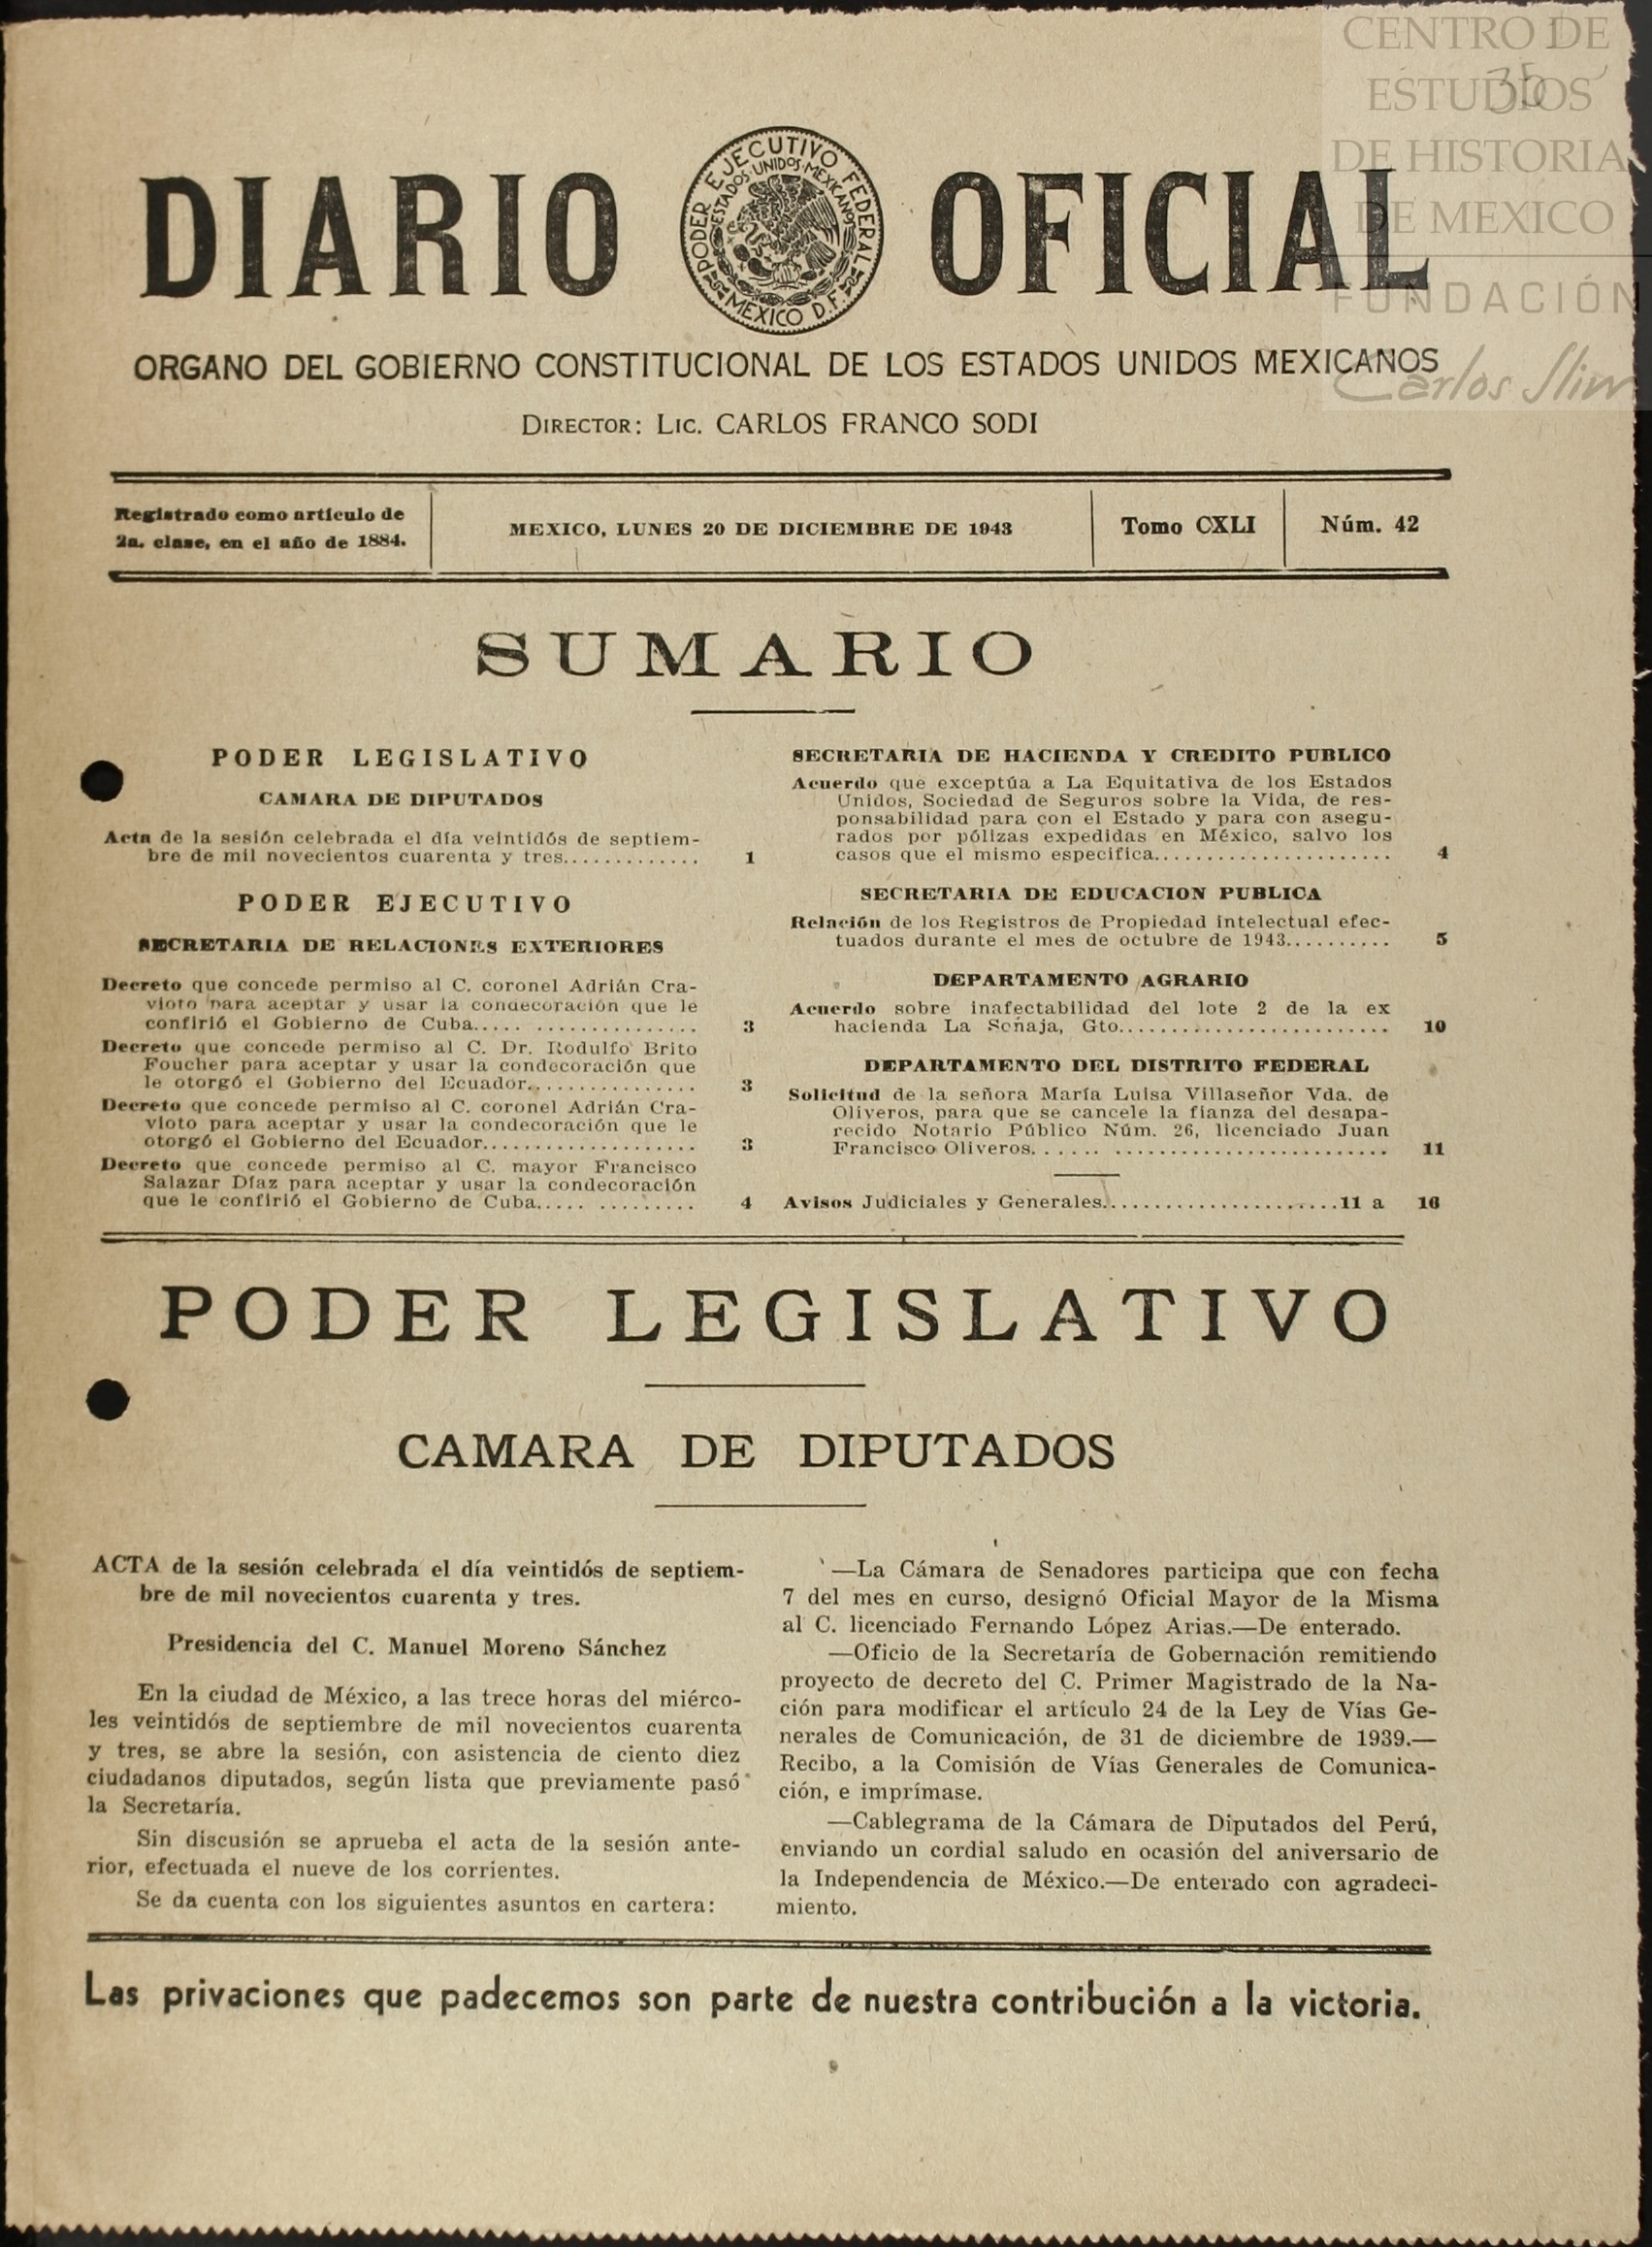 CENTRO DE
ESTUDIOS
DE HISTORIA
DE MEXICO
FUNDACIÓN
Carlos Slim
35
DIARIO OFICIAL
PODER EJECUTIVO FEDERAL
ESTADOS UNIDOS MEXICANOS
MEXICO D.F.
ORGANO DEL GOBIERNO CONSTITUCIONAL DE LOS ESTADOS UNIDOS MEXICANOS
DIRECTOR: LIC. CARLOS FRANCO SODI
Registrado como artículo de
2a. clase, en el año de 1884.
MEXICO, LUNES 20 DE DICIEMBRE DE 1943
Tomo CXLI
Núm. 42
SUMARIO
PODER LEGISLATIVO
CAMARA DE DIPUTADOS
Acta de la sesión celebrada el día veintidós de septiem-
bre de mil novecientos cuarenta y tres............. 1
PODER EJECUTIVO
SECRETARIA DE RELACIONES EXTERIORES
Decreto que concede permiso al C. coronel Adrián Cra-
vioto para aceptar y usar la condecoración que le
confirió el Gobierno de Cuba..... ............... 3
Decreto que concede permiso al C. Dr. Rodulfo Brito
Foucher para aceptar y usar la condecoración que
le otorgó el Gobierno del Ecuador................ 3
Decreto que concede permiso al C. coronel Adrián Cra-
vioto para aceptar y usar la condecoración que le
otorgó el Gobierno del Ecuador.................... 3
Decreto que concede permiso al C. mayor Francisco
Salazar Díaz para aceptar y usar la condecoración
que le confirió el Gobierno de Cuba..... ......... 4
SECRETARIA DE HACIENDA Y CREDITO PUBLICO
Acuerdo que exceptúa a La Equitativa de los Estados
Unidos, Sociedad de Seguros sobre la Vida, de res-
ponsabilidad para con el Estado y para con asegu-
rados por pólizas expedidas en México, salvo los
casos que el mismo especifica....................... 4
SECRETARIA DE EDUCACION PUBLICA
Relación de los Registros de Propiedad intelectual efec-
tuados durante el mes de octubre de 1943.......... 5
DEPARTAMENTO AGRARIO
Acuerdo sobre inafectabilidad del lote 2 de la ex
hacienda La Señaja, Gto.......................... 10
DEPARTAMENTO DEL DISTRITO FEDERAL
Solicitud de la señora María Luisa Villaseñor Vda. de
Oliveros, para que se cancele la fianza del desapa-
recido Notario Público Núm. 26, licenciado Juan
Francisco Oliveros...... ........................... 11
Avisos Judiciales y Generales.......................11 a 16
PODER LEGISLATIVO
CAMARA DE DIPUTADOS
ACTA de la sesión celebrada el día veintidós de septiem-
bre de mil novecientos cuarenta y tres.
Presidencia del C. Manuel Moreno Sánchez
En la ciudad de México, a las trece horas del miérco-
les veintidós de septiembre de mil novecientos cuarenta
y tres, se abre la sesión, con asistencia de ciento diez
ciudadanos diputados, según lista que previamente pasó
la Secretaría.
Sin discusión se aprueba el acta de la sesión ante-
rior, efectuada el nueve de los corrientes.
Se da cuenta con los siguientes asuntos en cartera:
—La Cámara de Senadores participa que con fecha
7 del mes en curso, designó Oficial Mayor de la Misma
al C. licenciado Fernando López Arias.—De enterado.
—Oficio de la Secretaría de Gobernación remitiendo
proyecto de decreto del C. Primer Magistrado de la Na-
ción para modificar el artículo 24 de la Ley de Vías Ge-
nerales de Comunicación, de 31 de diciembre de 1939.—
Recibo, a la Comisión de Vías Generales de Comunica-
ción, e imprímase.
—Cablegrama de la Cámara de Diputados del Perú,
enviando un cordial saludo en ocasión del aniversario de
la Independencia de México.—De enterado con agradeci-
miento.
Las privaciones que padecemos son parte de nuestra contribución a la victoria.